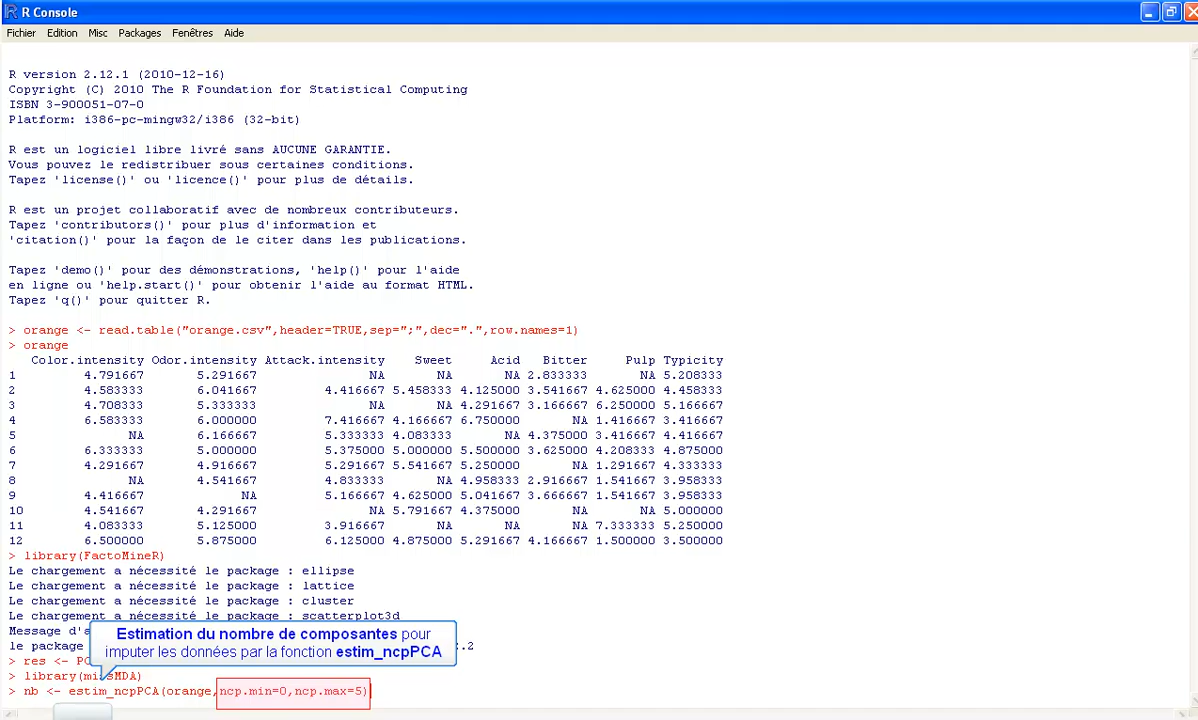 R Console
Fichier Edition Misc Packages Fenêtres Aide
R version 2.12.1 (2010-12-16)
Copyright (C) 2010 The R Foundation for Statistical Computing
ISBN 3-900051-07-0
Platform: i386-pc-mingw32/i386 (32-bit)
R est un logiciel libre livré sans AUCUNE GARANTIE.
Vous pouvez le redistribuer sous certaines conditions.
Tapez 'license()' ou 'licence()' pour plus de détails.
R est un projet collaboratif avec de nombreux contributeurs.
Tapez 'contributors()' pour plus d'information et
'citation()' pour la façon de le citer dans les publications.
Tapez 'demo()' pour des démonstrations, 'help()' pour l'aide
en ligne ou 'help.start()' pour obtenir l'aide au format HTML.
Tapez 'q()' pour quitter R.
> orange <- read.table("orange.csv",header=TRUE,sep=";",dec=".",row.names=1)
> orange
Color.intensity Odor.intensity Attack.intensity Sweet Acid Bitter Pulp Typicity
1 4.791667 5.291667 NA NA NA 2.833333 NA 5.208333
2 4.583333 6.041667 4.416667 5.458333 4.125000 3.541667 4.625000 4.458333
3 4.708333 5.333333 NA NA 4.291667 3.166667 6.250000 5.166667
4 6.583333 6.000000 7.416667 4.166667 6.750000 NA 1.416667 3.416667
5 NA 6.166667 5.333333 4.083333 NA 4.375000 3.416667 4.416667
6 6.333333 5.000000 5.375000 5.000000 5.500000 3.625000 4.208333 4.875000
7 4.291667 4.916667 5.291667 5.541667 5.250000 NA 1.291667 4.333333
8 NA 4.541667 4.833333 NA 4.958333 2.916667 1.541667 3.958333
9 4.416667 NA 5.166667 4.625000 5.041667 3.666667 1.541667 3.958333
10 4.541667 4.291667 NA 5.791667 4.375000 NA NA 5.000000
11 4.083333 5.125000 3.916667 NA NA NA 7.333333 5.250000
12 6.500000 5.875000 6.125000 4.875000 5.291667 4.166667 1.500000 3.500000
> library(FactoMineR)
Le chargement a nécessité le package : ellipse
Le chargement a nécessité le package : lattice
Le chargement a nécessité le package : cluster
Le chargement a nécessité le package : scatterplot3d
Message d'a
le package .2
Estimation du nombre de composantes pour
imputer les données par la fonction estim_ncpPCA
> res <- PC
> library(missMDA)
> nb <- estim_ncpPCA(orange,ncp.min=0,ncp.max=5)